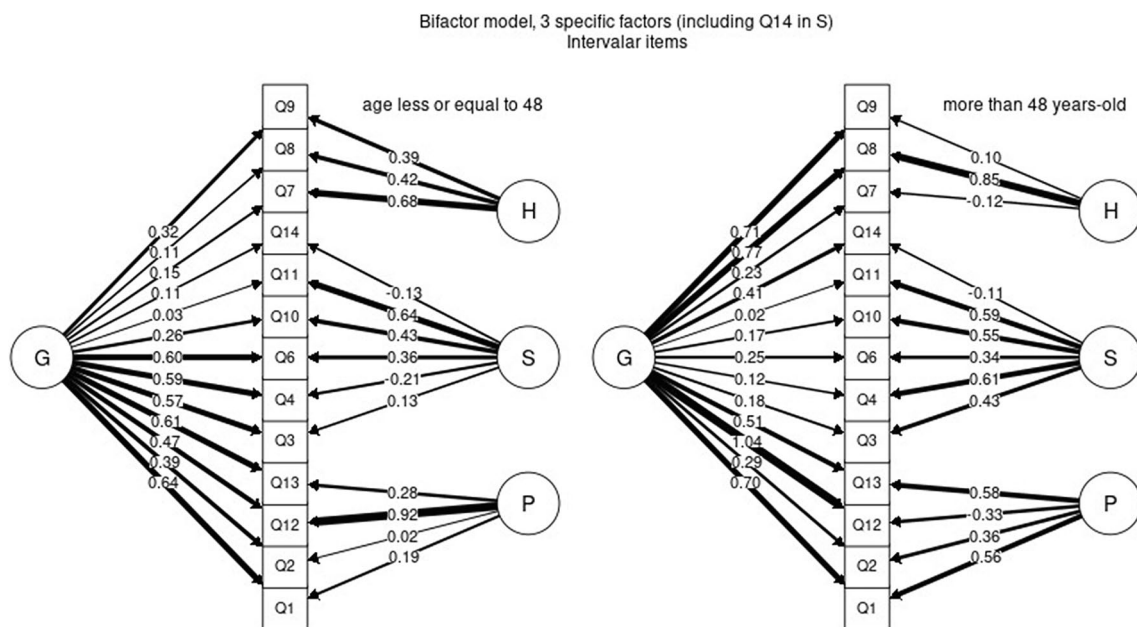 Bifactor model, 3 specific factors (including Q14 in S)
Intervalar items
age less or equal to 48
Q9
Q8
Q7
Q14
Q11
Q10
Q6
Q4
Q3
Q13
Q12
Q2
Q1
G
0.32
0.11
0.15
0.11
0.03
0.26
0.60
0.59
0.57
0.61
0.47
0.39
0.64
0.39
0.42
0.68
H
-0.13
0.64
0.43
0.36
-0.21
0.13
S
0.28
0.92
0.02
0.19
P
more than 48 years-old
Q9
Q8
Q7
Q14
Q11
Q10
Q6
Q4
Q3
Q13
Q12
Q2
Q1
G
0.71
0.77
0.23
0.41
0.02
0.17
0.25
0.12
0.18
0.51
1.04
0.29
0.70
0.10
0.85
-0.12
H
-0.11
0.59
0.55
0.34
0.61
0.43
S
0.58
-0.33
0.36
0.56
P